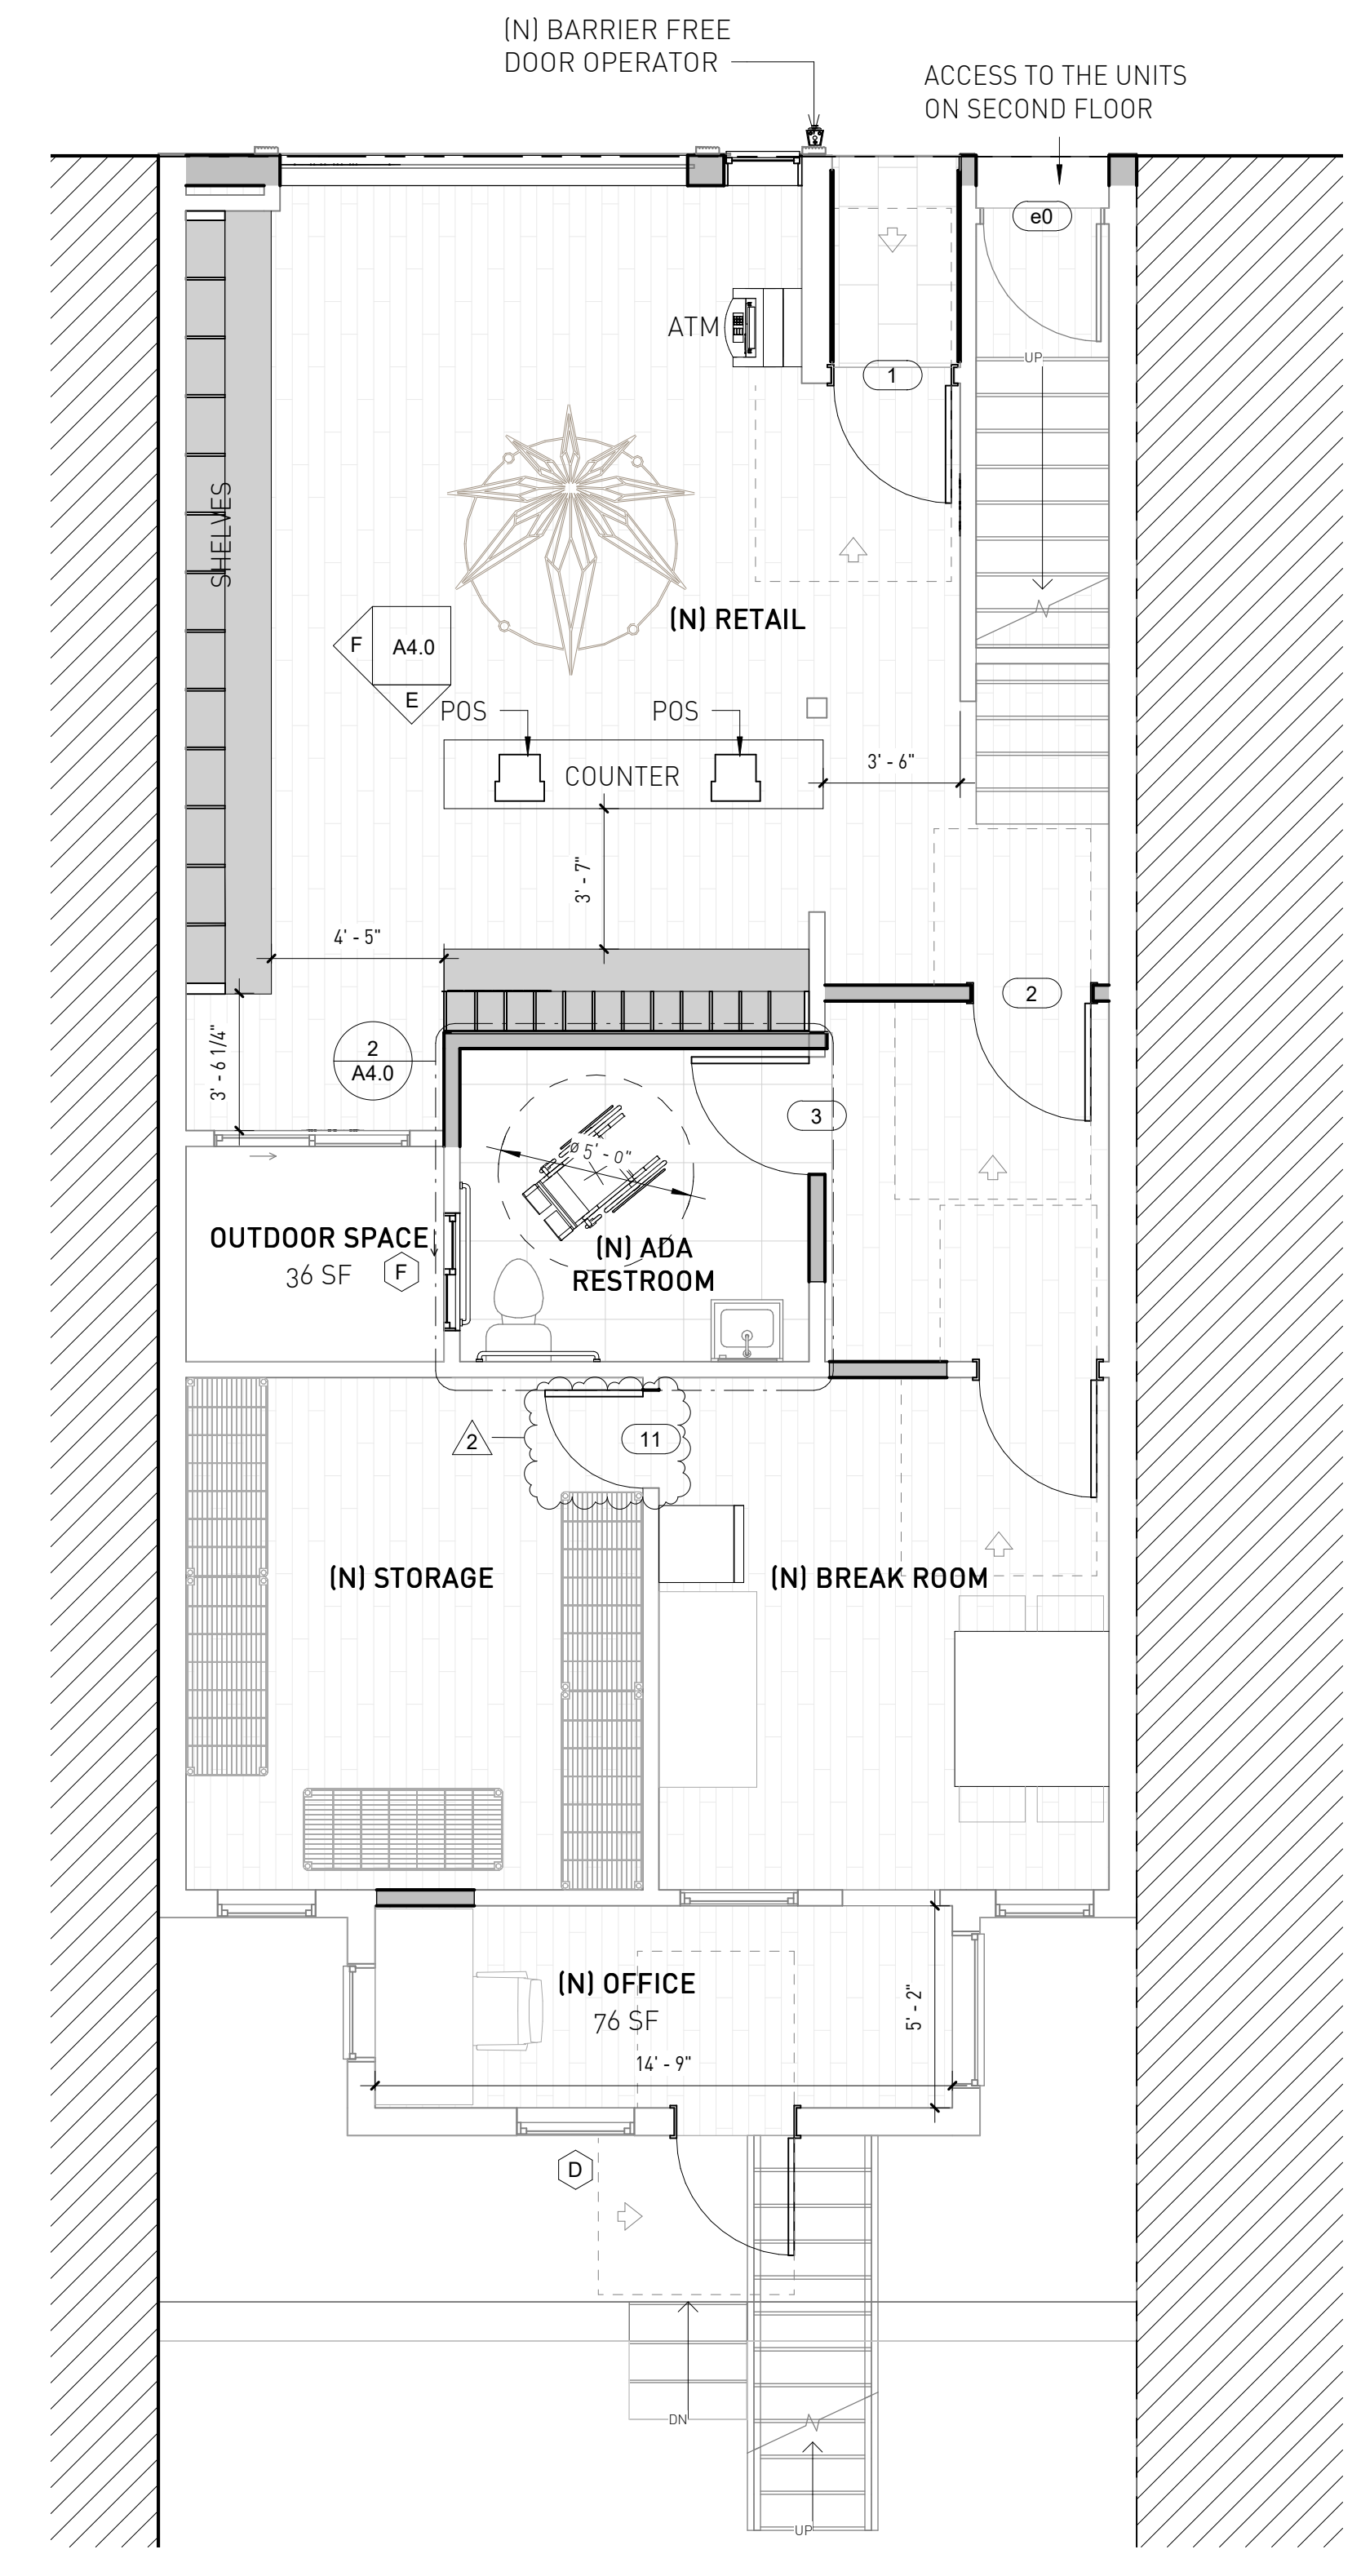 (N) BARRIER FREE
DOOR OPERATOR
ACCESS TO THE UNITS
ON SECOND FLOOR
e0
ATM
UP
1
SHELVES
(N) RETAIL
F
A4.0
E
POS
POS
COUNTER
3' - 6"
3' - 7"
4' - 5"
2
3' - 6 1/4"
2
A4.0
3
ø 5' - 0"
OUTDOOR SPACE
36 SF
F
(N) ADA
RESTROOM
2
11
(N) STORAGE
(N) BREAK ROOM
(N) OFFICE
76 SF
5' - 2"
14' - 9"
D
DN
UP